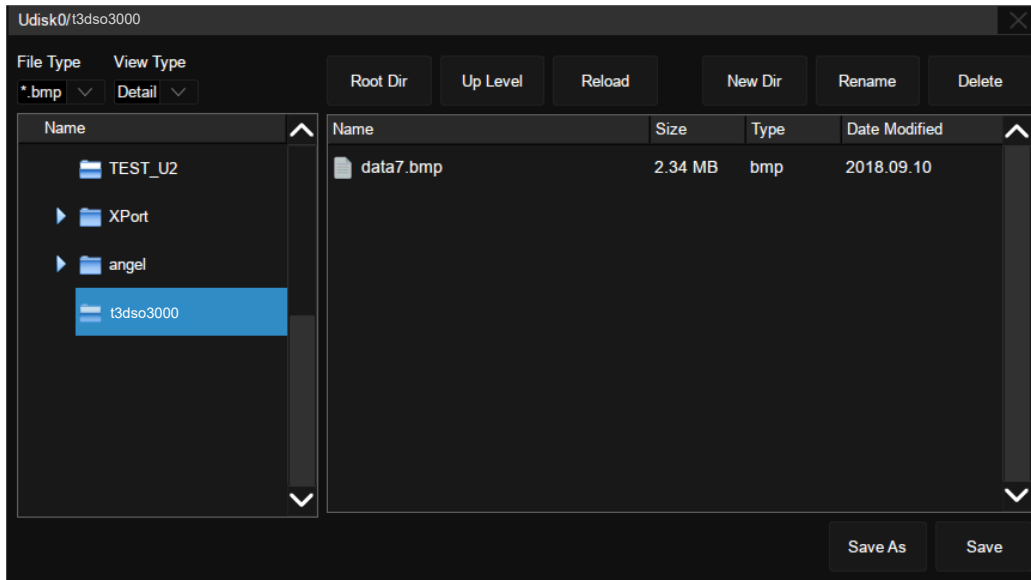 Udisk0/t3dso3000
File Type View Type
*.bmp Detail
Root Dir Up Level Reload New Dir Rename Delete
Name
TEST_U2
XPort
angel
t3dso3000
Name Size Type Date Modified
data7.bmp 2.34 MB bmp 2018.09.10
Save As Save